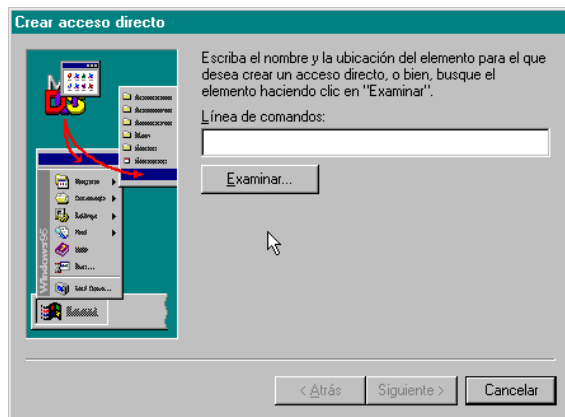 Crear acceso directo
Escriba el nombre y la ubicación del elemento para el que
desea crear un acceso directo, o bien, busque el
elemento haciendo clic en "Examinar".
Línea de comandos:
Examinar...
Windows95
< Atrás
Siguiente >
Cancelar